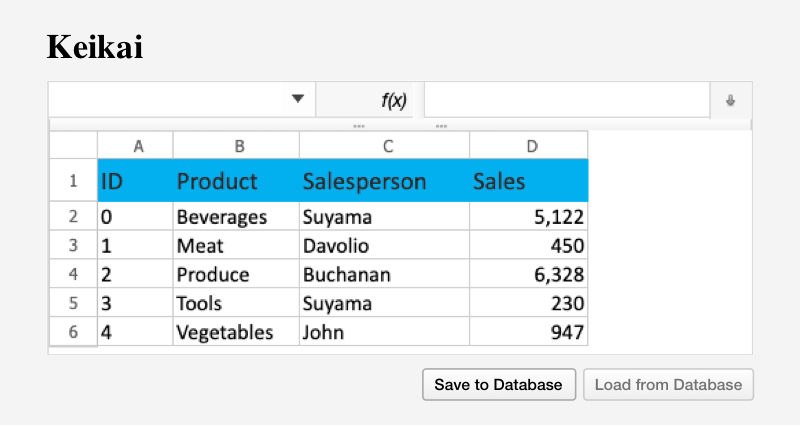 Keikai
f(x)
A B C D
1 ID Product Salesperson Sales
2 0 Beverages Suyama 5,122
3 1 Meat Davolio 450
4 2 Produce Buchanan 6,328
5 3 Tools Suyama 230
6 4 Vegetables John 947
Save to Database Load from Database